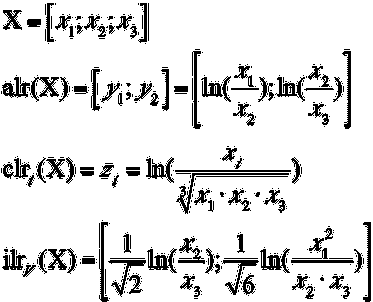 X = [x₁; x₂; x₃]
alr(X) = [y₁; y₂] = [ln(x₁/x₂); ln(x₂/x₃)]
clrᵢ(X) = zᵢ = ln(xᵢ/∛(x₁ · x₂ · x₃))
ilrᵧ(X) = [1/√2 ln(x₂/x₃); 1/√6 ln(x₁²/(x₂ · x₃))]